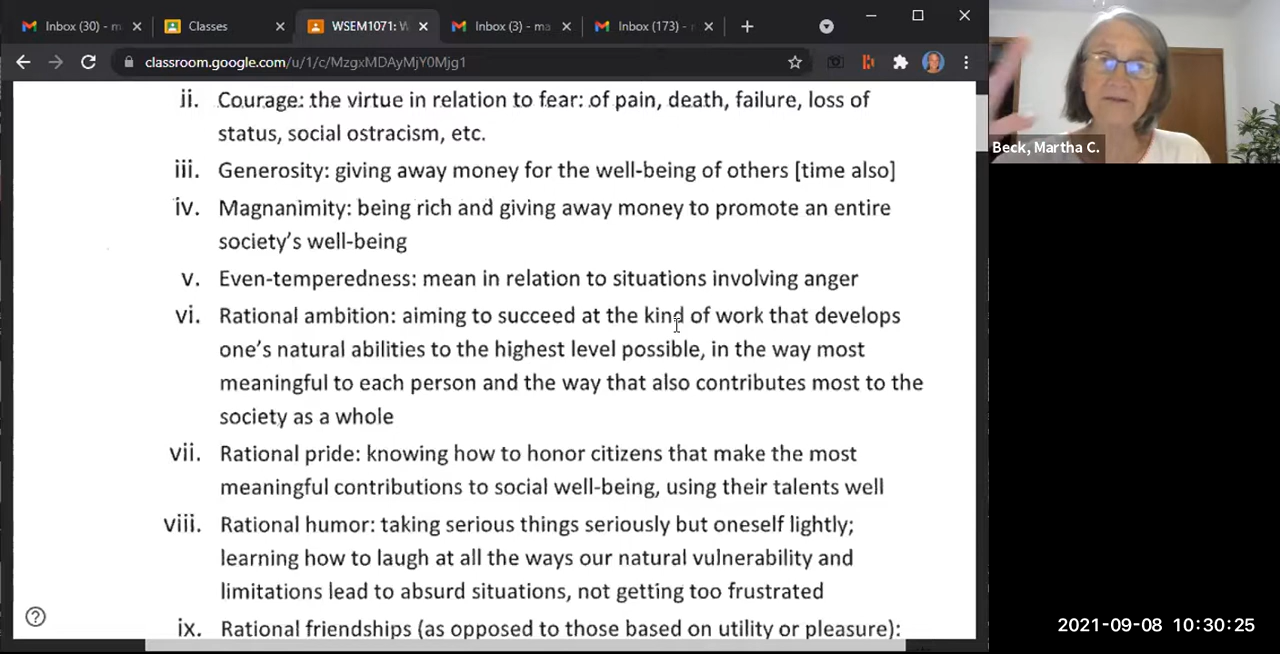 Inbox (30) - m
Classes
WSEM1071: W
Inbox (3) - ma
Inbox (173) -
classroom.google.com/u/1/c/MzgxMDAyMjY0Mjg1
ii. Courage: the virtue in relation to fear: of pain, death, failure, loss of
status, social ostracism, etc.
iii. Generosity: giving away money for the well-being of others [time also]
iv. Magnanimity: being rich and giving away money to promote an entire
society's well-being
v. Even-temperedness: mean in relation to situations involving anger
vi. Rational ambition: aiming to succeed at the kind of work that develops
one's natural abilities to the highest level possible, in the way most
meaningful to each person and the way that also contributes most to the
society as a whole
vii. Rational pride: knowing how to honor citizens that make the most
meaningful contributions to social well-being, using their talents well
viii. Rational humor: taking serious things seriously but oneself lightly;
learning how to laugh at all the ways our natural vulnerability and
limitations lead to absurd situations, not getting too frustrated
ix. Rational friendships (as opposed to those based on utility or pleasure):
Beck, Martha C.
2021-09-08 10:30:25